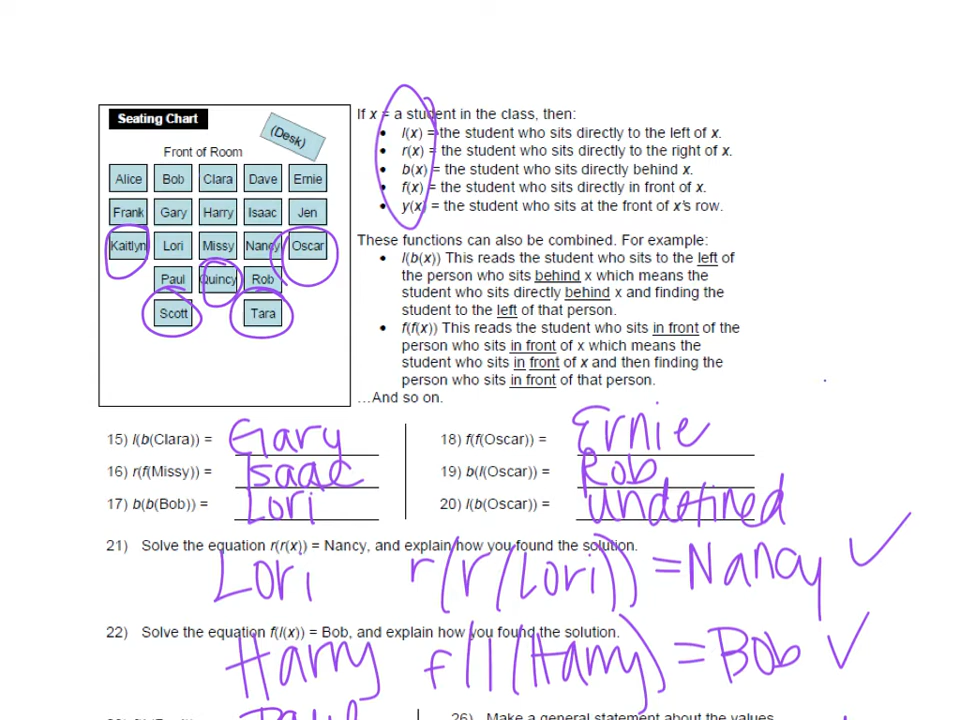 Seating Chart
(Desk)
Front of Room
Alice Bob Clara Dave Ernie
Frank Gary Harry Isaac Jen
Kaitlyn Lori Missy Nancy Oscar
Paul Quincy Rob
Scott Tara
If x = a student in the class, then:
• l(x) = the student who sits directly to the left of x.
• r(x) = the student who sits directly to the right of x.
• b(x) = the student who sits directly behind x.
• f(x) = the student who sits directly in front of x.
• y(x) = the student who sits at the front of x's row.
These functions can also be combined. For example:
• l(b(x)) This reads the student who sits to the left of
the person who sits behind x which means the
student who sits directly behind x and finding the
student to the left of that person.
• f(f(x)) This reads the student who sits in front of the
person who sits in front of x which means the
student who sits in front of x and then finding the
person who sits in front of that person.
…And so on.
15) l(b(Clara)) = Gary
16) r(f(Missy)) = Isaac
17) b(b(Bob)) = Lori
18) f(f(Oscar)) = Ernie
19) b(l(Oscar)) = Rob
20) l(b(Oscar)) = undefined
21) Solve the equation r(r(x)) = Nancy, and explain how you found the solution.
Lori r(r(Lori)) = Nancy ✓
22) Solve the equation f(l(x)) = Bob, and explain how you found the solution.
Harry f(l(Harry) = Bob ✓
26) Make a general statement about the values